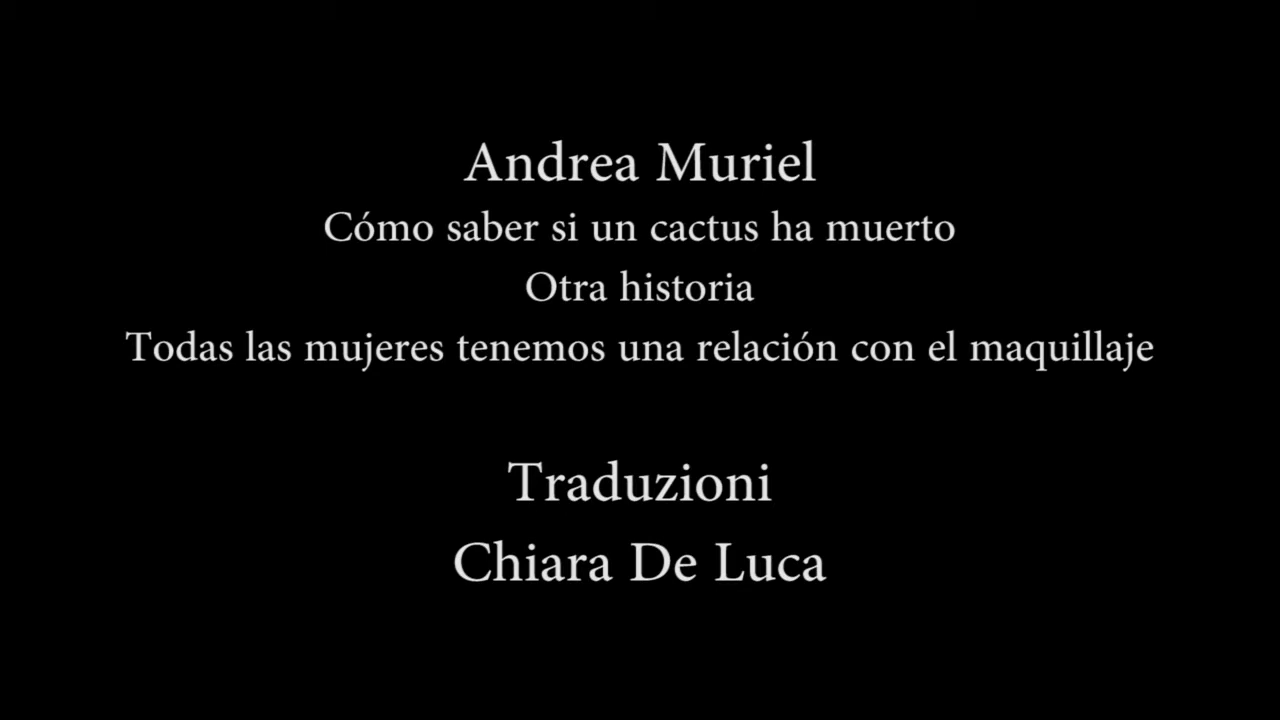 Andrea Muriel
Cómo saber si un cactus ha muerto
Otra historia
Todas las mujeres tenemos una relación con el maquillaje
Traduzioni
Chiara De Luca